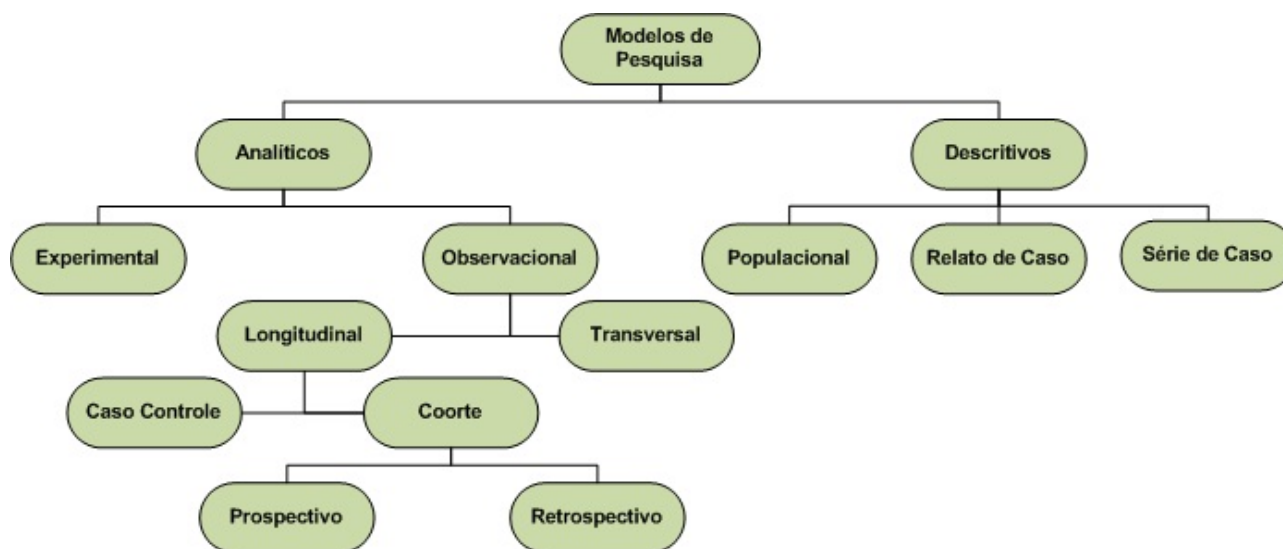 Modelos de
Pesquisa
Analíticos
Descritivos
Experimental
Observacional
Populacional
Relato de Caso
Série de Caso
Longitudinal
Transversal
Caso Controle
Coorte
Prospectivo
Retrospectivo